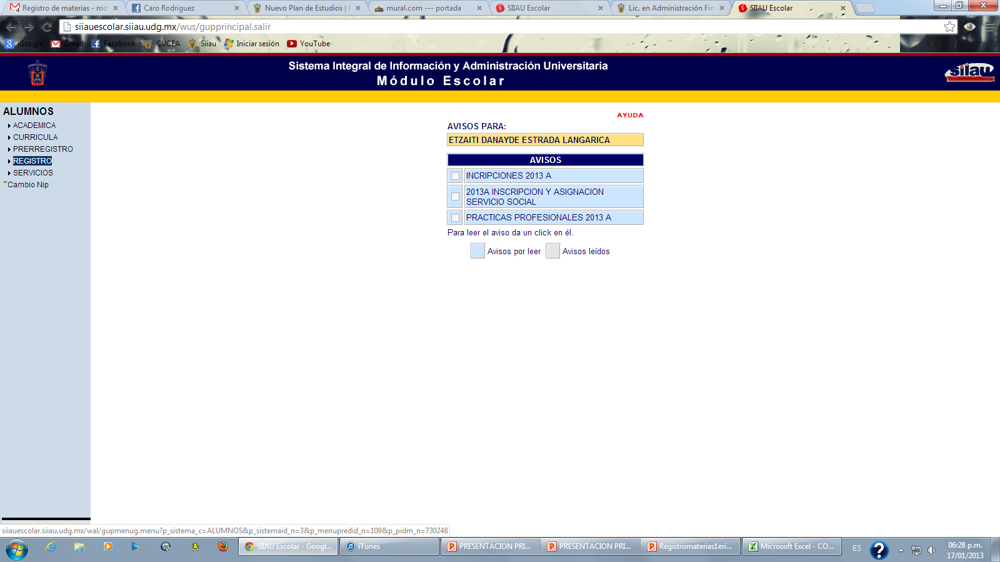 Registro de materias - rod
Caro Rodriguez
Nuevo Plan de Estudios | C
mural.com --- portada
SIIAU Escolar
Lic. en Administración Fin
SIIAU Escolar
siiauescolar.siiau.udg.mx/wus/gupprincipal.salir
iGoogle
Gmail
Facebook
CUCEA
Siiau
Iniciar sesión
YouTube
Sistema Integral de Información y Administración Universitaria
Módulo Escolar
siiau
ALUMNOS
ACADEMICA
CURRICULA
PRERREGISTRO
REGISTRO
SERVICIOS
Cambio Nip
AYUDA
AVISOS PARA:
ETZAITI DANAYDE ESTRADA LANGARICA
AVISOS
INCRIPCIONES 2013 A
2013A INSCRIPCION Y ASIGNACION
SERVICIO SOCIAL
PRACTICAS PROFESIONALES 2013 A
Para leer el aviso da un click en él.
Avisos por leer
Avisos leídos
siiauescolar.siiau.udg.mx/wal/gupmenug.menu?p_sistema_c=ALUMNOS&p_sistemaid_n=3&p_menupredid_n=109&p_pidm_n=730248
SIIAU Escolar - Googl...
iTunes
PRESENTACION PRI...
PRESENTACION PRI...
Registromaterias1eri...
Microsoft Excel - CO...
ES
06:28 p.m.
17/01/2013